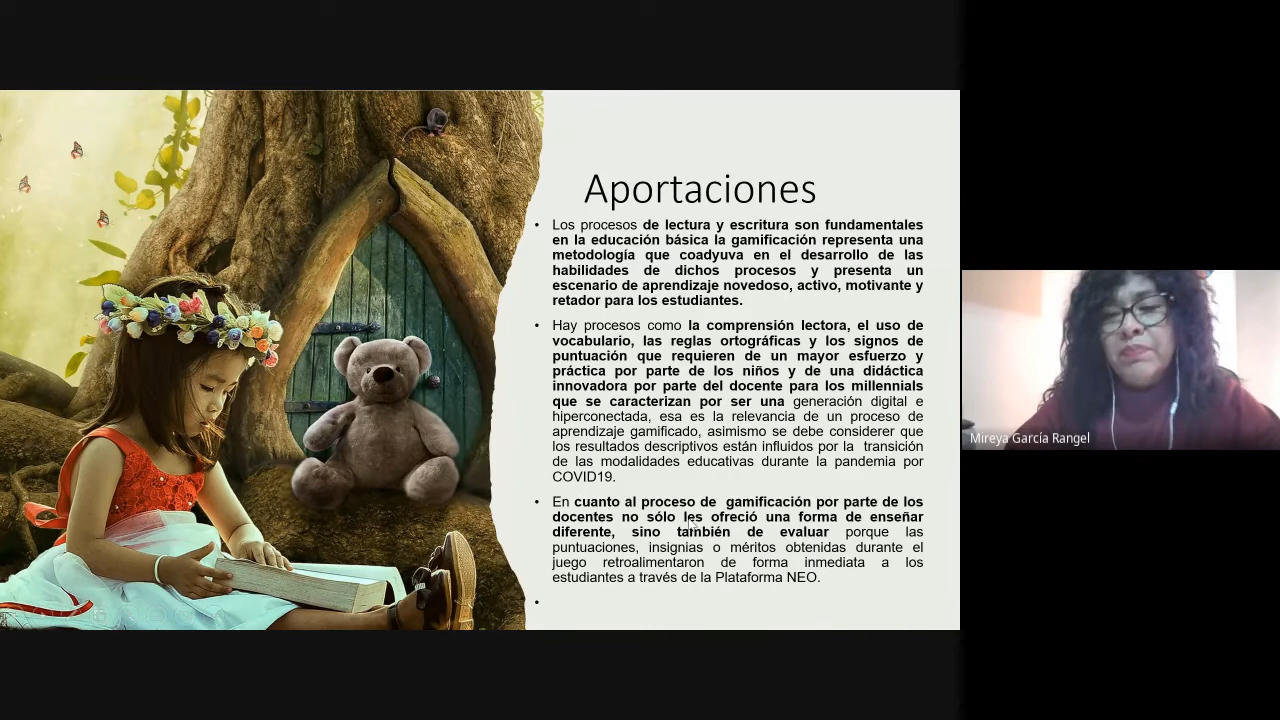 Aportaciones
• Los procesos de lectura y escritura son fundamentales
en la educación básica la gamificación representa una
metodología que coadyuva en el desarrollo de las
habilidades de dichos procesos y presenta un
escenario de aprendizaje novedoso, activo, motivante y
retador para los estudiantes.
• Hay procesos como la comprensión lectora, el uso de
vocabulario, las reglas ortográficas y los signos de
puntuación que requieren de un mayor esfuerzo y
práctica por parte de los niños y de una didáctica
innovadora por parte del docente para los millennials
que se caracterizan por ser una generación digital e
hiperconectada, esa es la relevancia de un proceso de
aprendizaje gamificado, asimismo se debe considerer que
los resultados descriptivos están influidos por la transición
de las modalidades educativas durante la pandemia por
COVID19.
• En cuanto al proceso de gamificación por parte de los
docentes no sólo les ofreció una forma de enseñar
diferente, sino también de evaluar porque las
puntuaciones, insignias o méritos obtenidas durante el
juego retroalimentaron de forma inmediata a los
estudiantes a través de la Plataforma NEO.
•
Mireya García Rangel